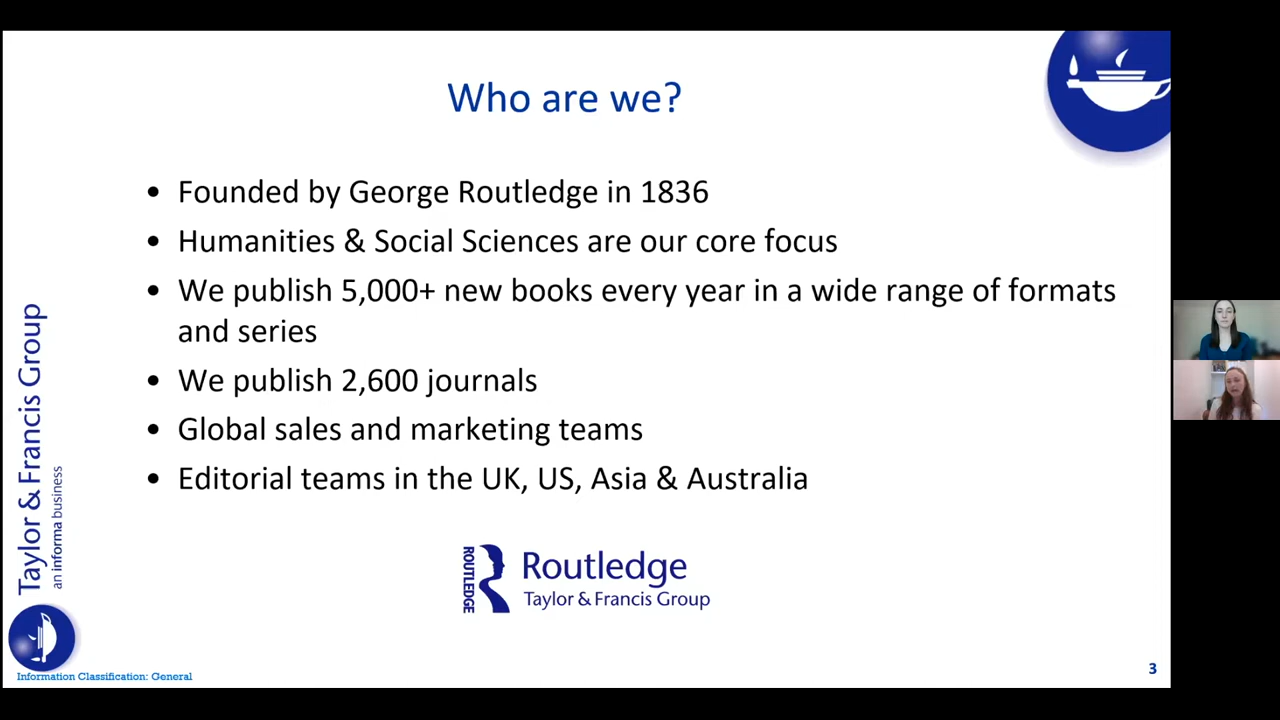 Who are we?
• Founded by George Routledge in 1836
• Humanities & Social Sciences are our core focus
• We publish 5,000+ new books every year in a wide range of formats
and series
• We publish 2,600 journals
• Global sales and marketing teams
• Editorial teams in the UK, US, Asia & Australia
Taylor & Francis Group
an informa business
ROUTLEDGE
Routledge
Taylor & Francis Group
Information Classification: General
3